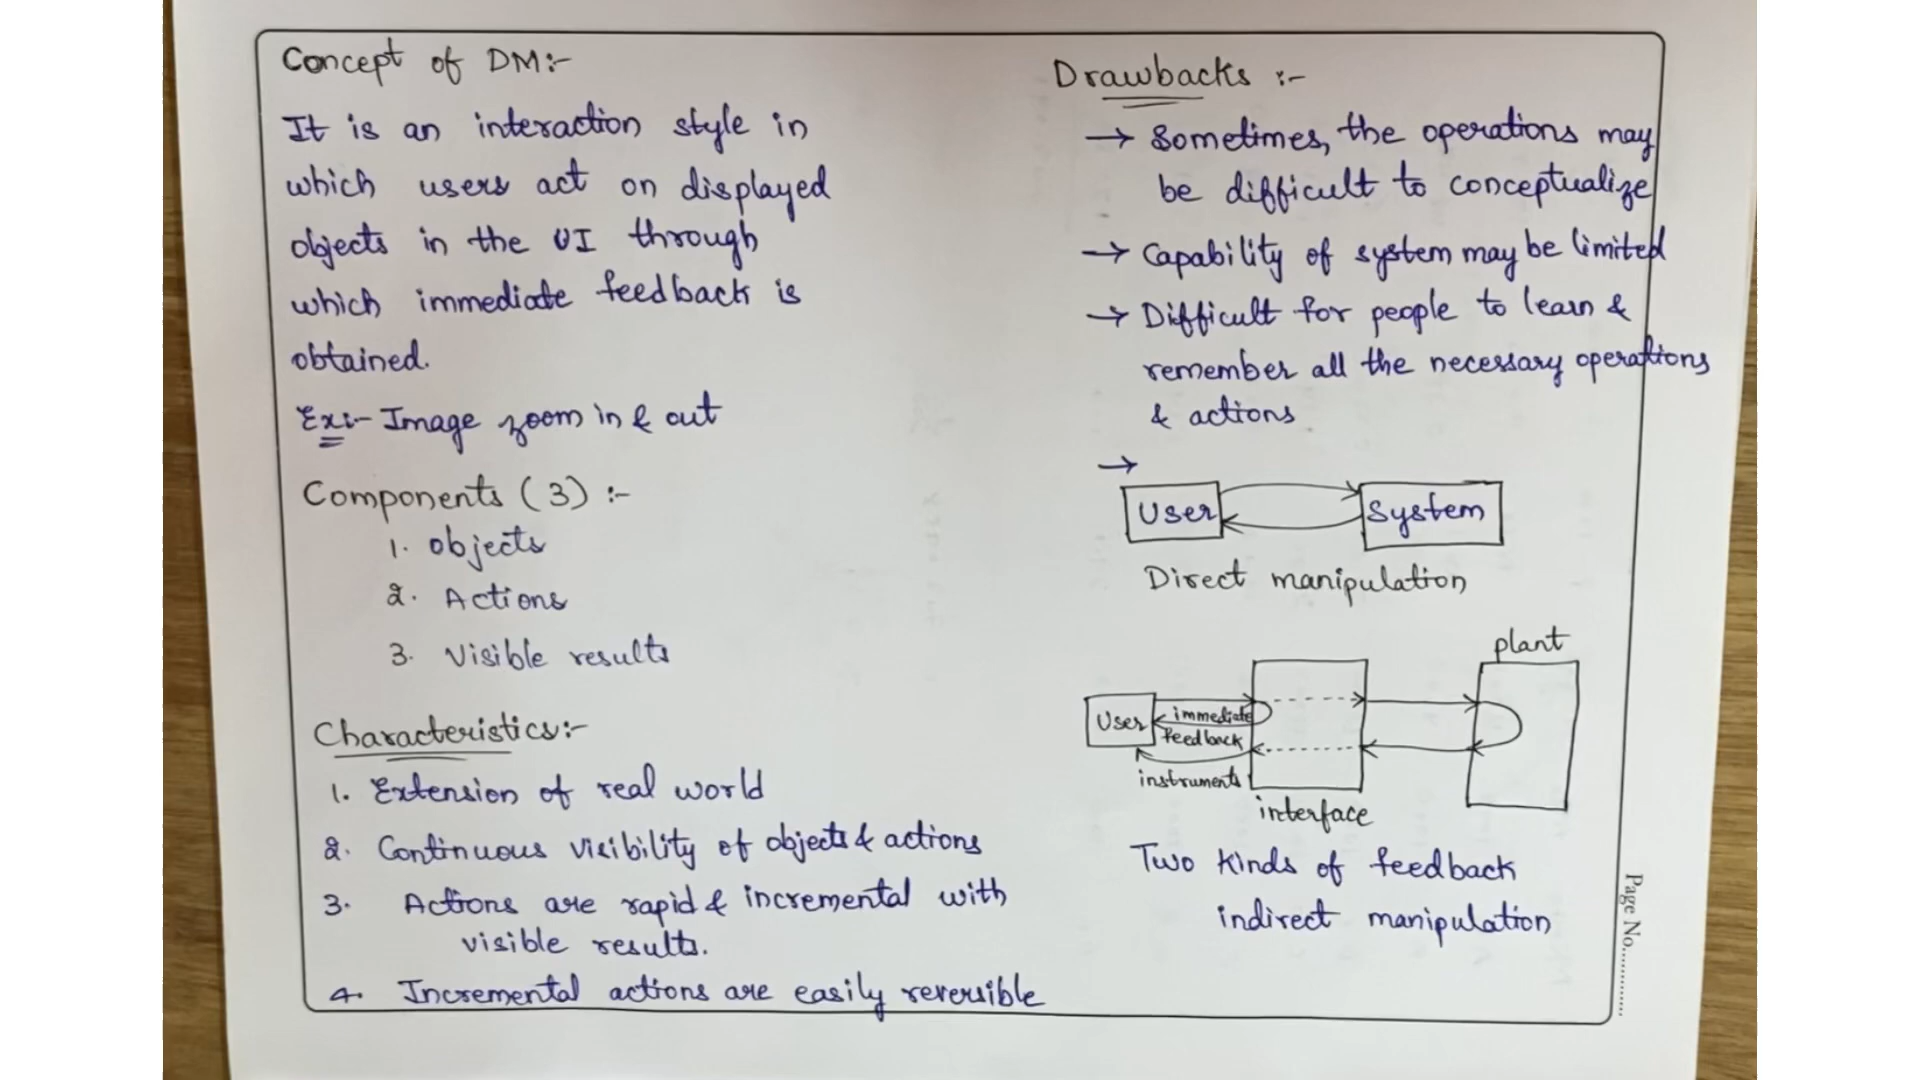 Concept of DM:-
It is an interaction style in
which users act on displayed
objects in the UI through
which immediate feedback is
obtained.
Ex:- Image zoom in & out
Components (3) :-
1. Objects
2. Actions
3. Visible results
Characteristics:-
1. Extension of real world
2. Continuous visibility of objects & actions
3. Actions are rapid & incremental with
visible results.
4. Incremental actions are easily reversible
Drawbacks :-
→ Sometimes, the operations may
be difficult to conceptualize
→ Capability of system may be limited
→ Difficult for people to learn &
remember all the necessary operations
& actions
→
User System
Direct manipulation
plant
User immediate
feedback
instruments
interface
Two kinds of feedback
indirect manipulation
Page No............